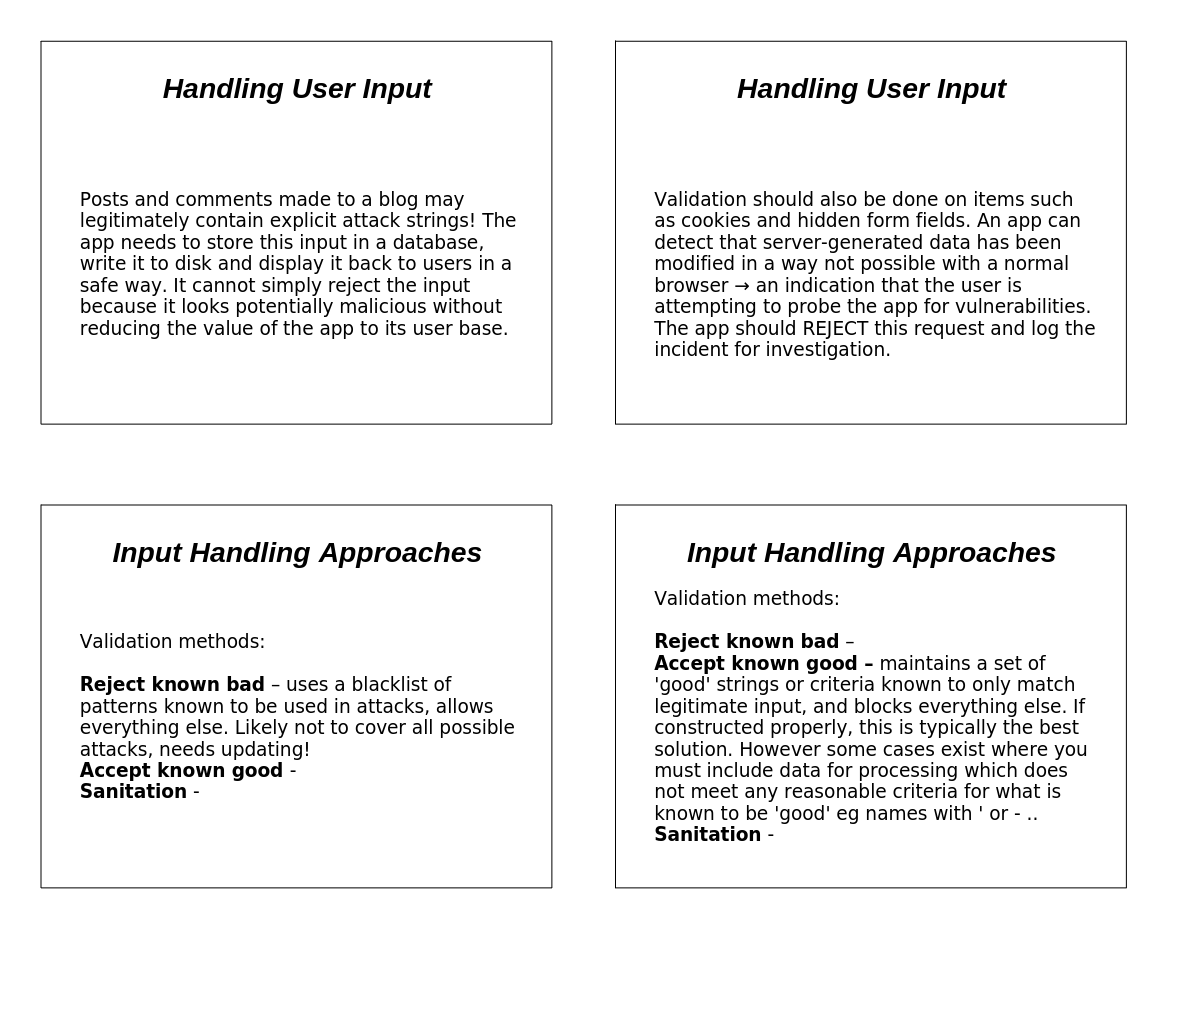 Handling User Input
Posts and comments made to a blog may
legitimately contain explicit attack strings! The
app needs to store this input in a database,
write it to disk and display it back to users in a
safe way. It cannot simply reject the input
because it looks potentially malicious without
reducing the value of the app to its user base.
Handling User Input
Validation should also be done on items such
as cookies and hidden form fields. An app can
detect that server-generated data has been
modified in a way not possible with a normal
browser → an indication that the user is
attempting to probe the app for vulnerabilities.
The app should REJECT this request and log the
incident for investigation.
Input Handling Approaches
Validation methods:
Reject known bad – uses a blacklist of
patterns known to be used in attacks, allows
everything else. Likely not to cover all possible
attacks, needs updating!
Accept known good -
Sanitation -
Input Handling Approaches
Validation methods:
Reject known bad –
Accept known good – maintains a set of
'good' strings or criteria known to only match
legitimate input, and blocks everything else. If
constructed properly, this is typically the best
solution. However some cases exist where you
must include data for processing which does
not meet any reasonable criteria for what is
known to be 'good' eg names with ' or - ..
Sanitation -